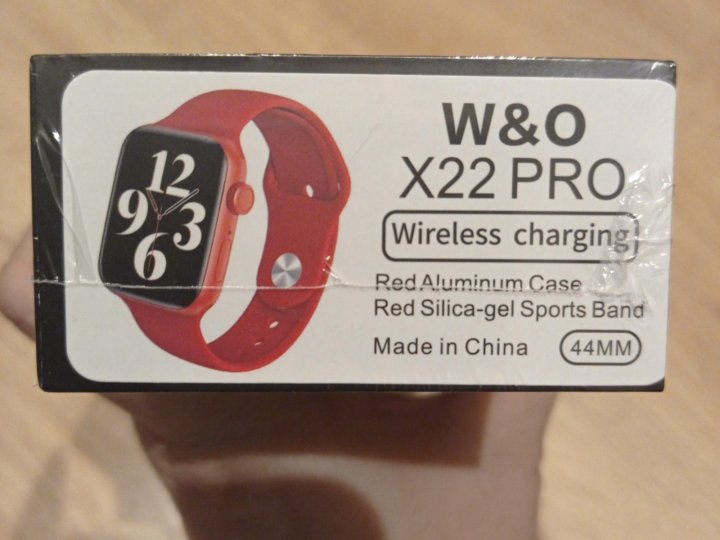 W&O
X22 PRO
Wireless charging
Red Aluminum Case
Red Silica-gel Sports Band
Made in China
44MM
12
9
3
6